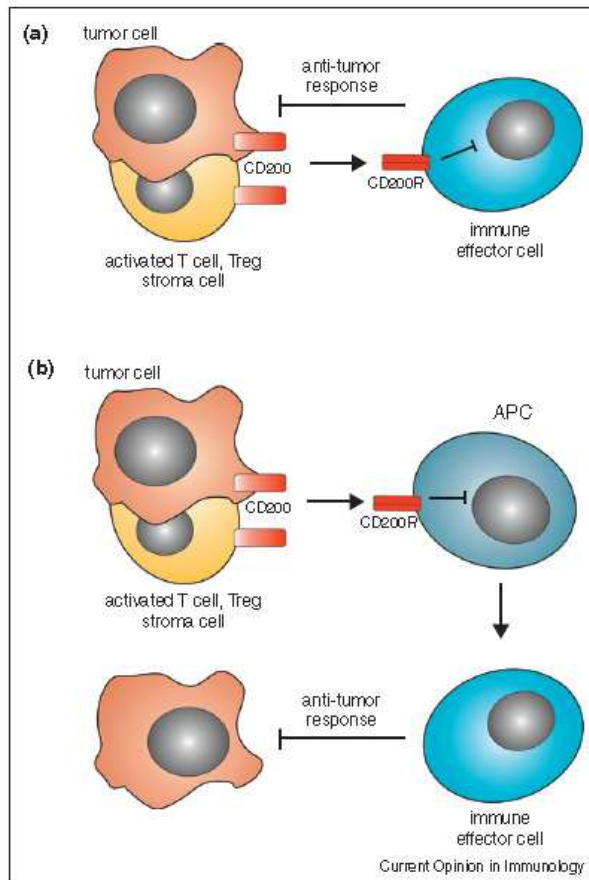 (a)
tumor cell
anti-tumor
response
CD200
CD200R
activated T cell, Treg
stroma cell
immune
effector cell
(b)
tumor cell
APC
CD200
CD200R
activated T cell, Treg
stroma cell
anti-tumor
response
immune
effector cell
Current Opinion in Immunology